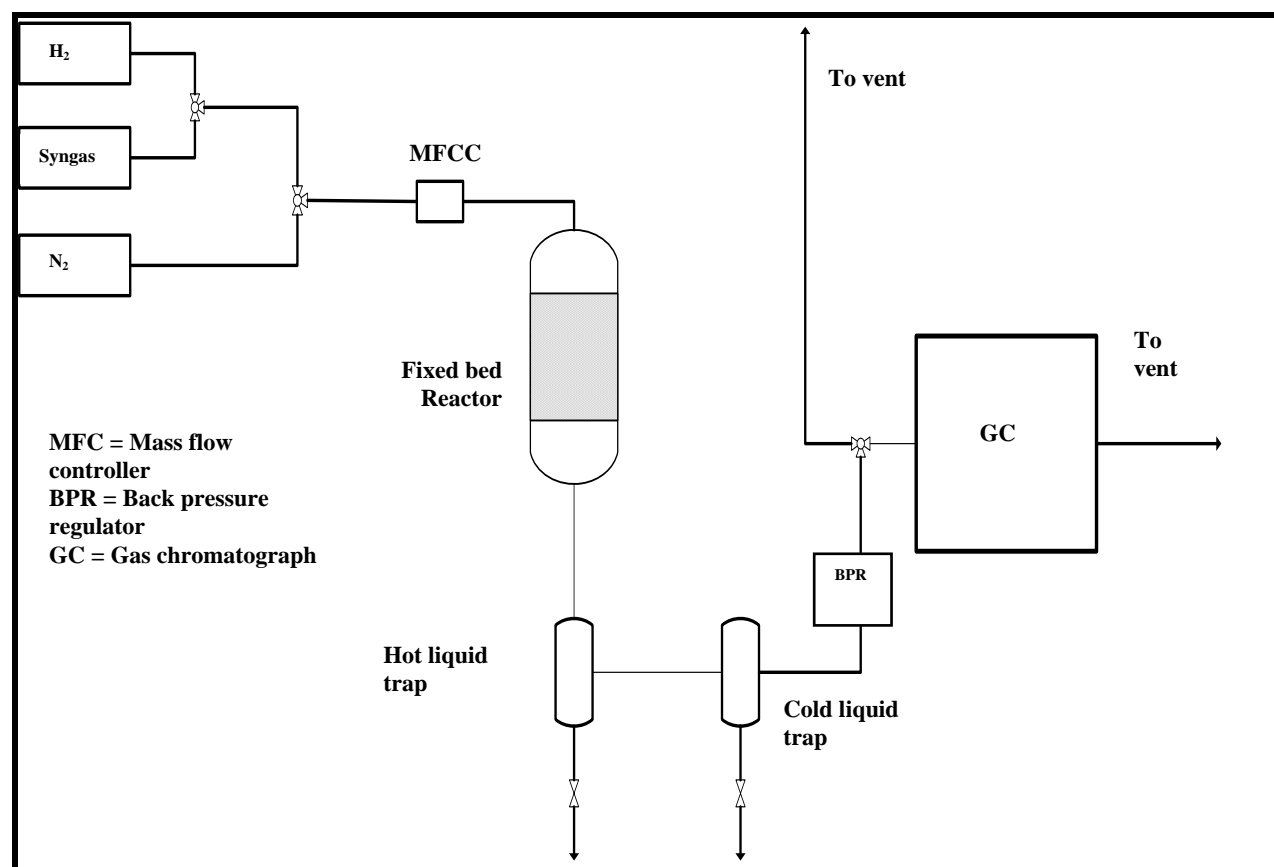 H₂
To vent
Syngas
MFCC
N₂
To
vent
Fixed bed
Reactor
GC
MFC = Mass flow
controller
BPR = Back pressure
regulator
GC = Gas chromatograph
BPR
Hot liquid
trap
Cold liquid
trap